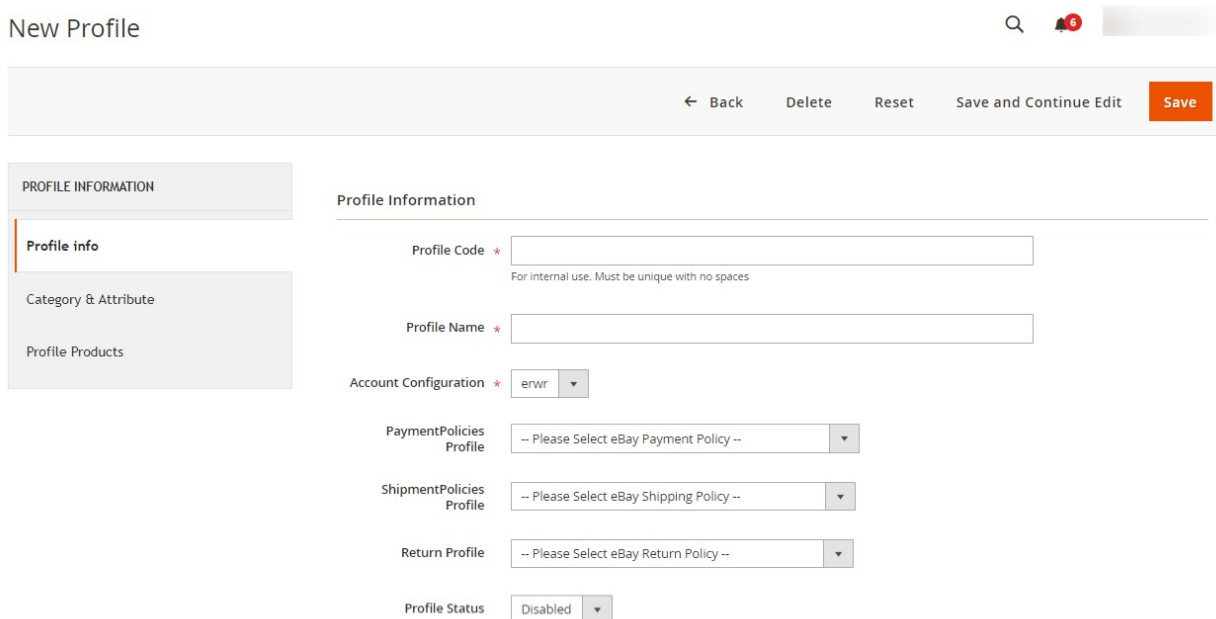 New Profile
6
← Back Delete Reset Save and Continue Edit Save
PROFILE INFORMATION
Profile info
Category & Attribute
Profile Products
Profile Information
Profile Code *
For internal use. Must be unique with no spaces
Profile Name *
Account Configuration * erwr
PaymentPolicies
Profile
-- Please Select eBay Payment Policy --
ShipmentPolicies
Profile
-- Please Select eBay Shipping Policy --
Return Profile -- Please Select eBay Return Policy --
Profile Status Disabled